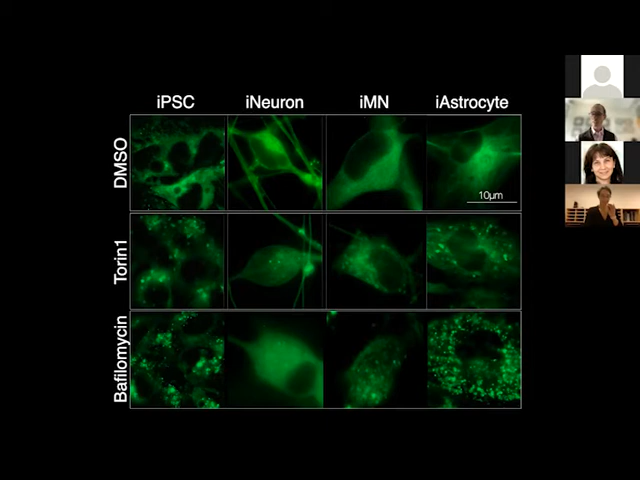 iPSC iNeuron iMN iAstrocyte
DMSO
10µm
Torin1
Bafilomycin